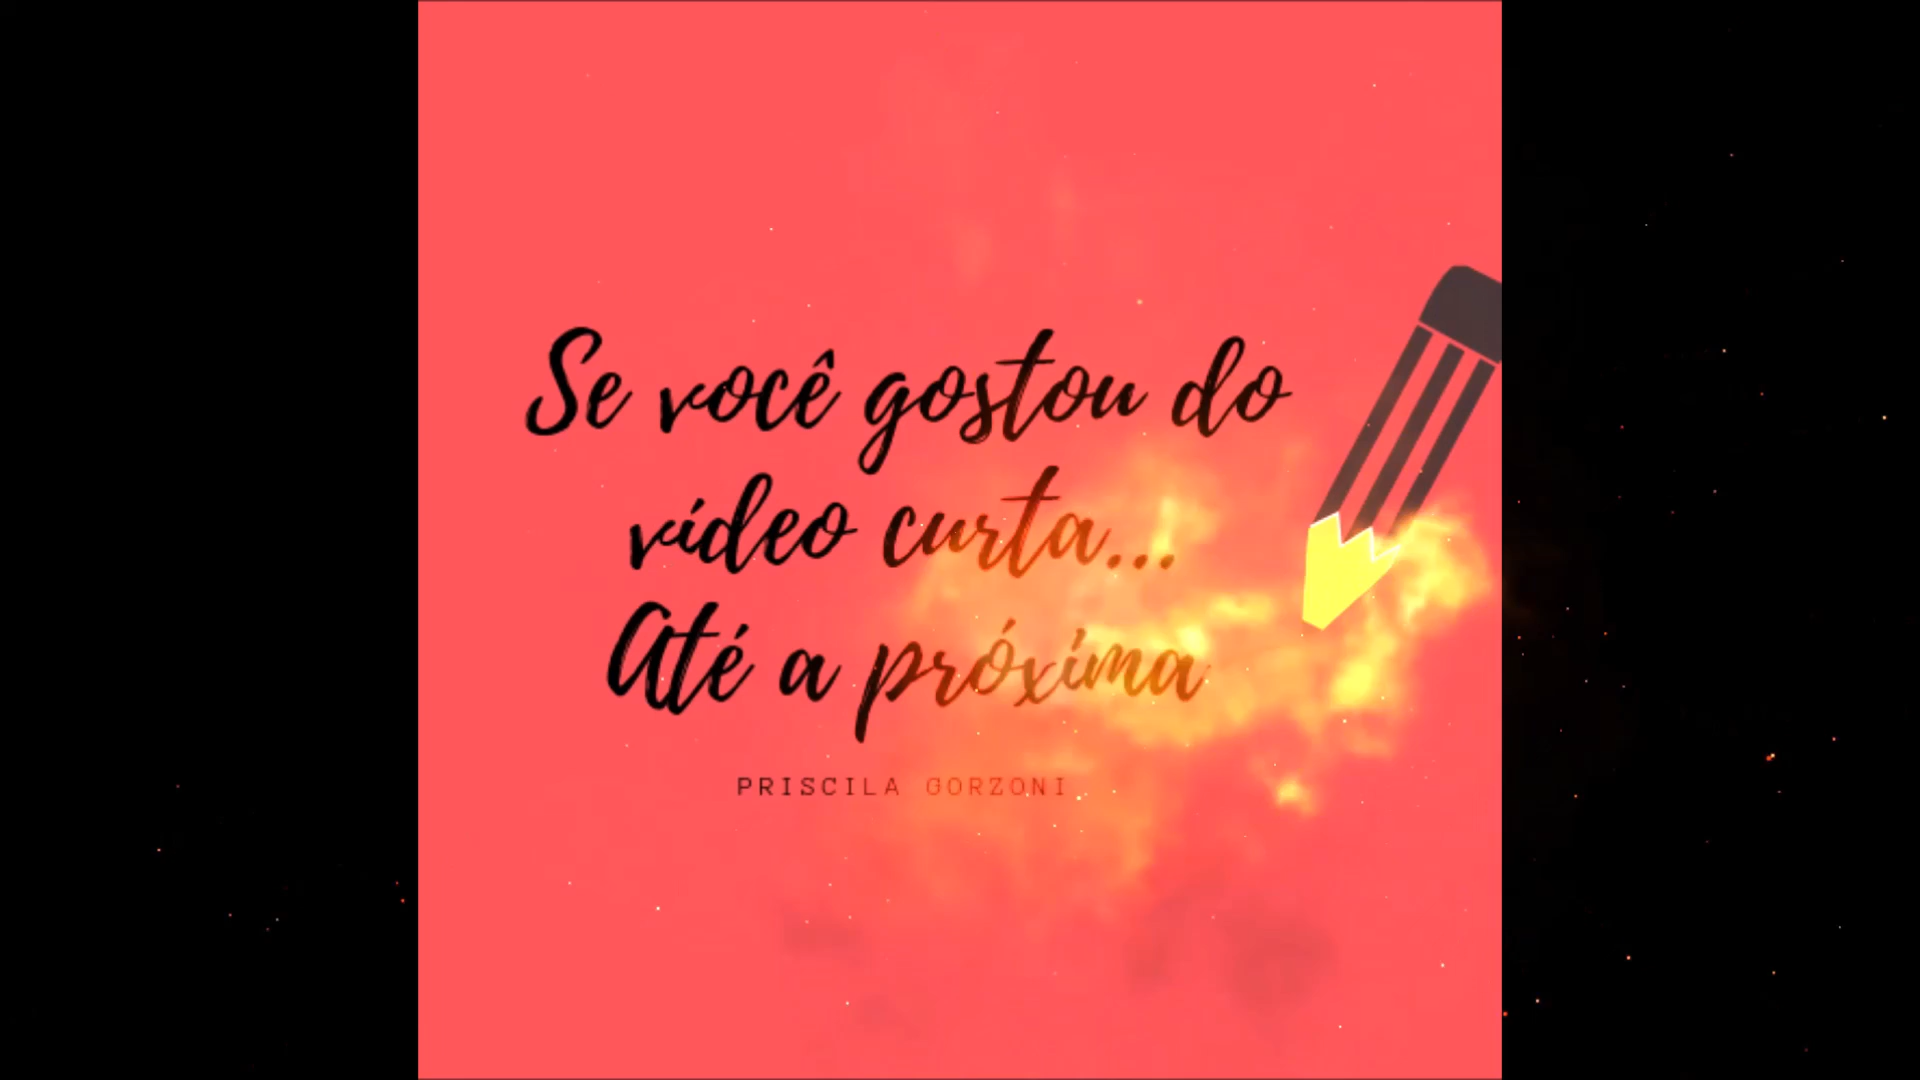 Se você gostou do
vídeo curta...
Até a próxima
PRISCILA GORZONI